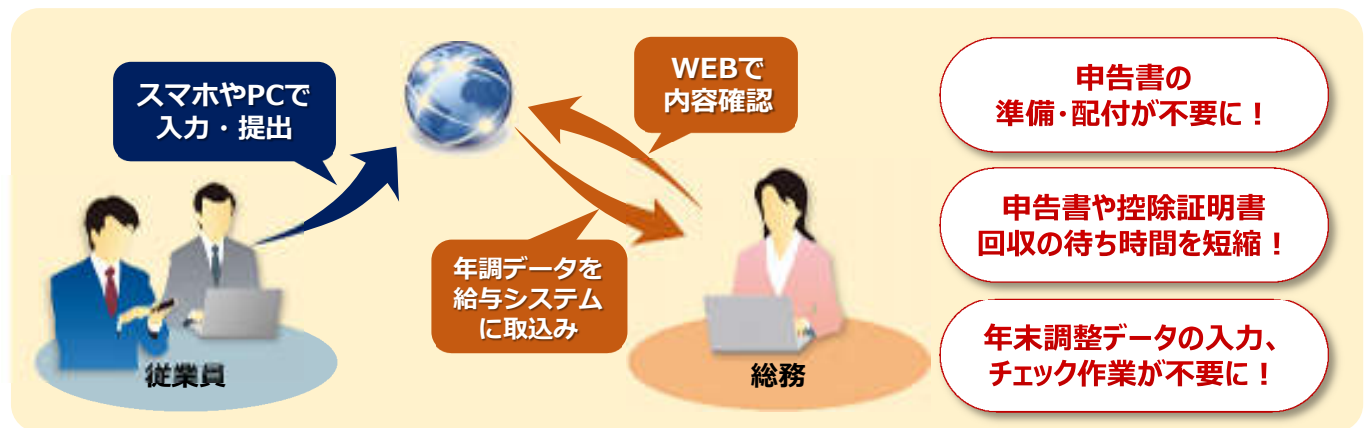 スマホやPCで
入力・提出
WEBで
内容確認
年調データを
給与システム
に取込み
従業員
総務
申告書の
準備・配付が不要に！
申告書や控除証明書
回収の待ち時間を短縮！
年末調整データの入力、
チェック作業が不要に！